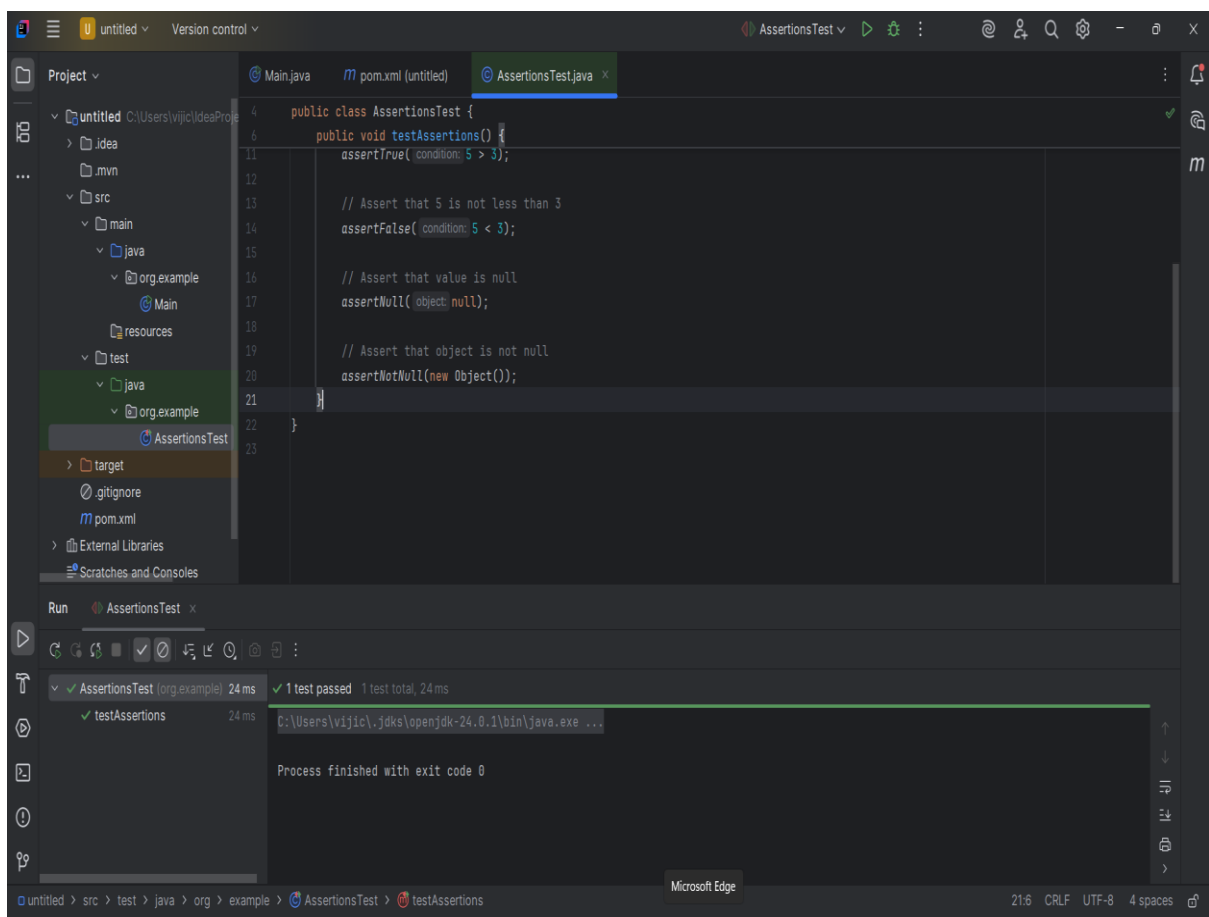 U untitled Version control AssertionsTest
Project
Main.java m pom.xml (untitled) AssertionsTest.java
untitled C:\Users\vijic\IdeaProje
.idea
.mvn
src
main
java
org.example
Main
resources
test
java
org.example
AssertionsTest
target
.gitignore
m pom.xml
External Libraries
Scratches and Consoles
4 public class AssertionsTest {
6 public void testAssertions() {
11 assertTrue( condition: 5 > 3);
12
13 // Assert that 5 is not less than 3
14 assertFalse( condition: 5 < 3);
15
16 // Assert that value is null
17 assertNull( object: null);
18
19 // Assert that object is not null
20 assertNotNull(new Object());
21 }
22 }
23
m
Run AssertionsTest
AssertionsTest (org.example) 24 ms
testAssertions 24 ms
1 test passed 1 test total, 24 ms
C:\Users\vijic\.jdks\openjdk-24.0.1\bin\java.exe ...
Process finished with exit code 0
Microsoft Edge
untitled > src > test > java > org > example > AssertionsTest > testAssertions 21:6 CRLF UTF-8 4 spaces